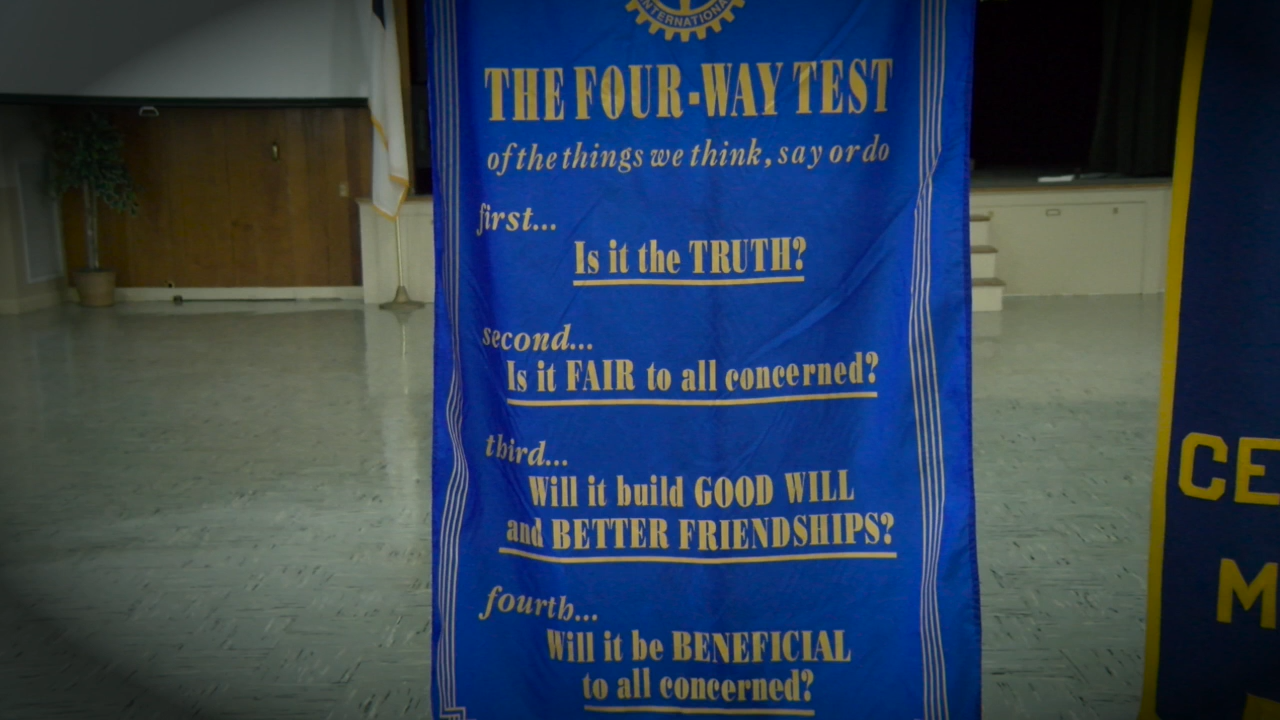 INTERNATIONAL
THE FOUR-WAY TEST
of the things we think, say or do
first...
Is it the TRUTH?
second...
Is it FAIR to all concerned?
third...
Will it build GOOD WILL
and BETTER FRIENDSHIPS?
fourth...
Will it be BENEFICIAL
to all concerned?
CE
M